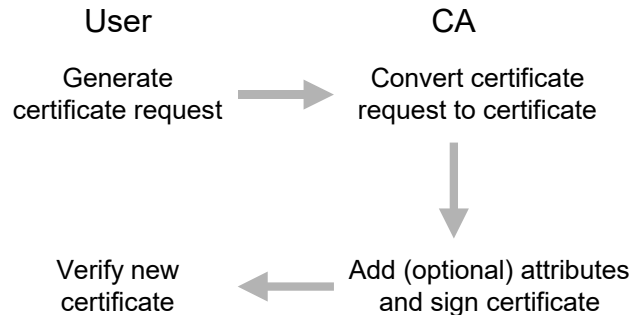 User
CA
Generate
certificate request
Convert certificate
request to certificate
Verify new
certificate
Add (optional) attributes
and sign certificate